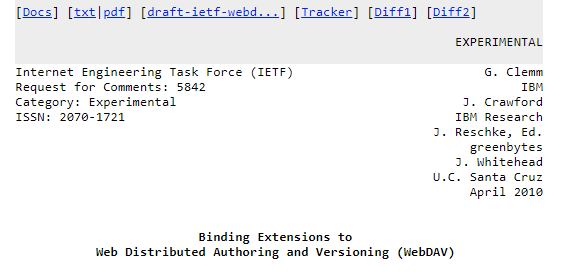 [Docs] [txt|pdf] [draft-ietf-webd...] [Tracker] [Diff1] [Diff2]
EXPERIMENTAL
Internet Engineering Task Force (IETF) G. Clemm
Request for Comments: 5842 IBM
Category: Experimental J. Crawford
ISSN: 2070-1721 IBM Research
J. Reschke, Ed.
greenbytes
J. Whitehead
U.C. Santa Cruz
April 2010
Binding Extensions to
Web Distributed Authoring and Versioning (WebDAV)